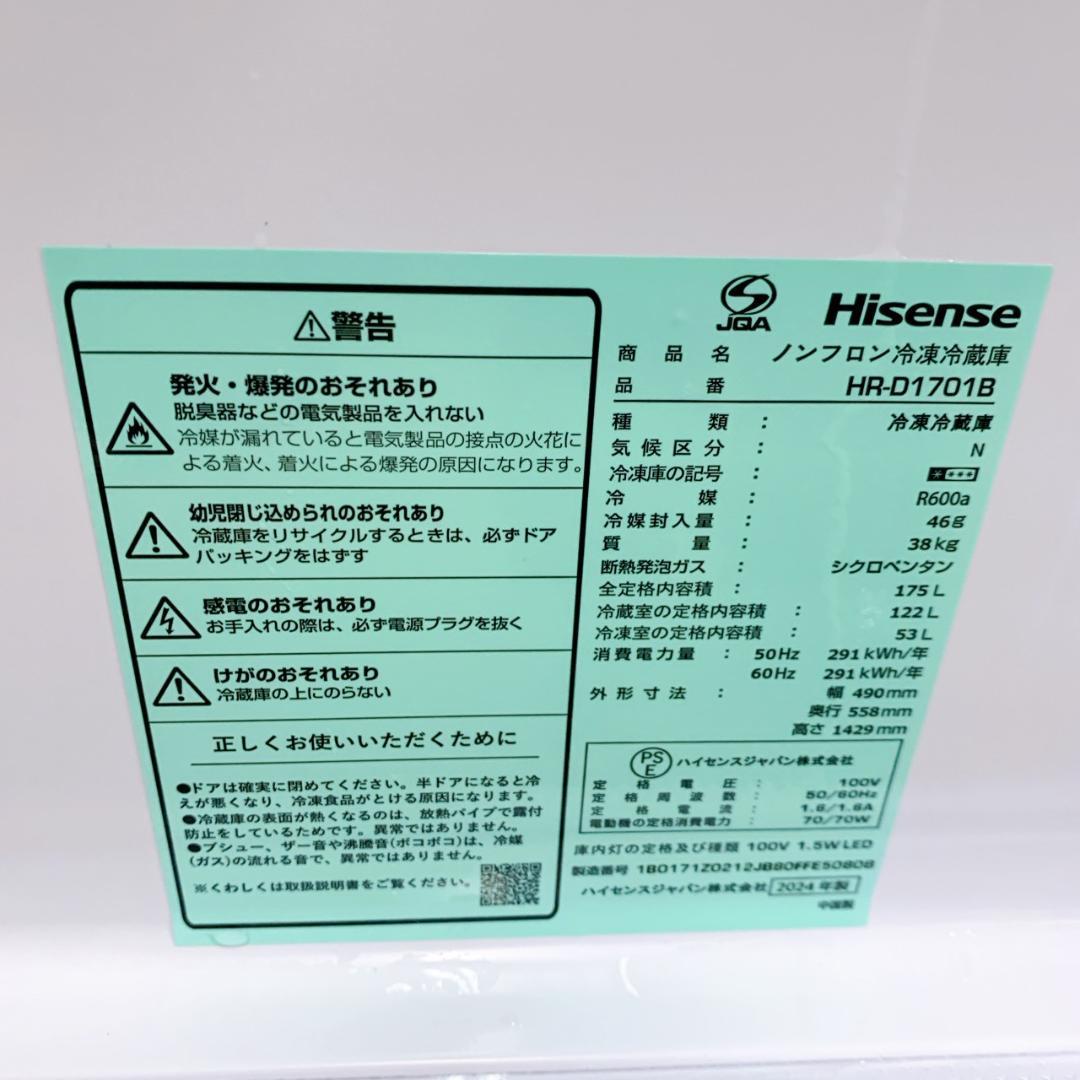 ⚠警告
発火・爆発のおそれあり
脱臭器などの電気製品を入れない
冷媒が漏れていると電気製品の接点の火花に
よる着火、着火による爆発の原因になります。
幼児閉じ込められのおそれあり
冷蔵庫をリサイクルするときは、必ずドア
パッキングをはずす
感電のおそれあり
お手入れの際は、必ず電源プラグを抜く
けがのおそれあり
冷蔵庫の上にのらない
正しくお使いいただくために
●ドアは確実に閉めてください。半ドアになると冷
えが悪くなり、冷凍食品がとける原因になります。
●冷蔵庫の表面が熱くなるのは、放熱パイプで露付
防止をしているためです。異常ではありません。
●ブシュー、ザー音や沸騰音(ポコポコ)は、冷媒
(ガス)の流れる音で、異常ではありません。
※くわしくは取扱説明書をご覧ください。
JQA Hisense
商品名 ノンフロン冷凍冷蔵庫
品番 HR-D1701B
種類: 冷凍冷蔵庫
気候区分: N
冷凍庫の記号: ****
冷媒: R600a
冷媒封入量: 46g
質量: 38kg
断熱発泡ガス: シクロペンタン
全定格内容積: 175L
冷蔵室の定格内容積: 122L
冷凍室の定格内容積: 53L
消費電力量: 50Hz 291kWh/年
60Hz 291kWh/年
外形寸法: 幅 490mm
奥行 558mm
高さ 1429mm
PSE ハイセンスジャパン株式会社
定格電圧: 100V
定格周波数: 50/60Hz
定格電流: 1.6/1.6A
電動機の定格消費電力: 70/70W
庫内灯の定格及び種類 100V 1.5W LED
製造番号 1B0171Z0212JB80FFE50808
ハイセンスジャパン株式会社 2024年製
中国製